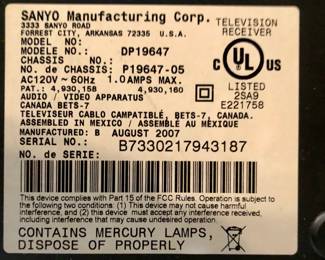 SANYO Manufacturing Corp.
3333 SANYO ROAD
FORREST CITY, ARKANSAS 72335 U.S.A.
TELEVISION
RECEIVER
MODEL NO:
MODELO NO: DP19647
CHASSIS NO:
NO. de CHASSIS: P19647-05
AC120V~60Hz 1.0AMPS MAX.
PAT.; 4,930,158 4,930,160
AUDIO / VIDEO APPARATUS
CANADA BETS-7
C UL US
LISTED
2SA9
E221758
TELEVISEUR CABLO CAMPATIBLE, BETS-7, CANADA.
ASSEMBLED IN MEXICO / ASSEMBLE AU MÉXIQUE
MANUFACTURED: B AUGUST 2007
SERIAL NO: B7330217943187
NO. de SERIE:
This device complies with Part 15 of the FCC Rules. Operation is subject to
the following two conditions: (1) This device may not cause harmful
interference, and (2) this device must accept any interference received,
including interference that may cause undesired operation.
CONTAINS MERCURY LAMPS,
DISPOSE OF PROPERLY